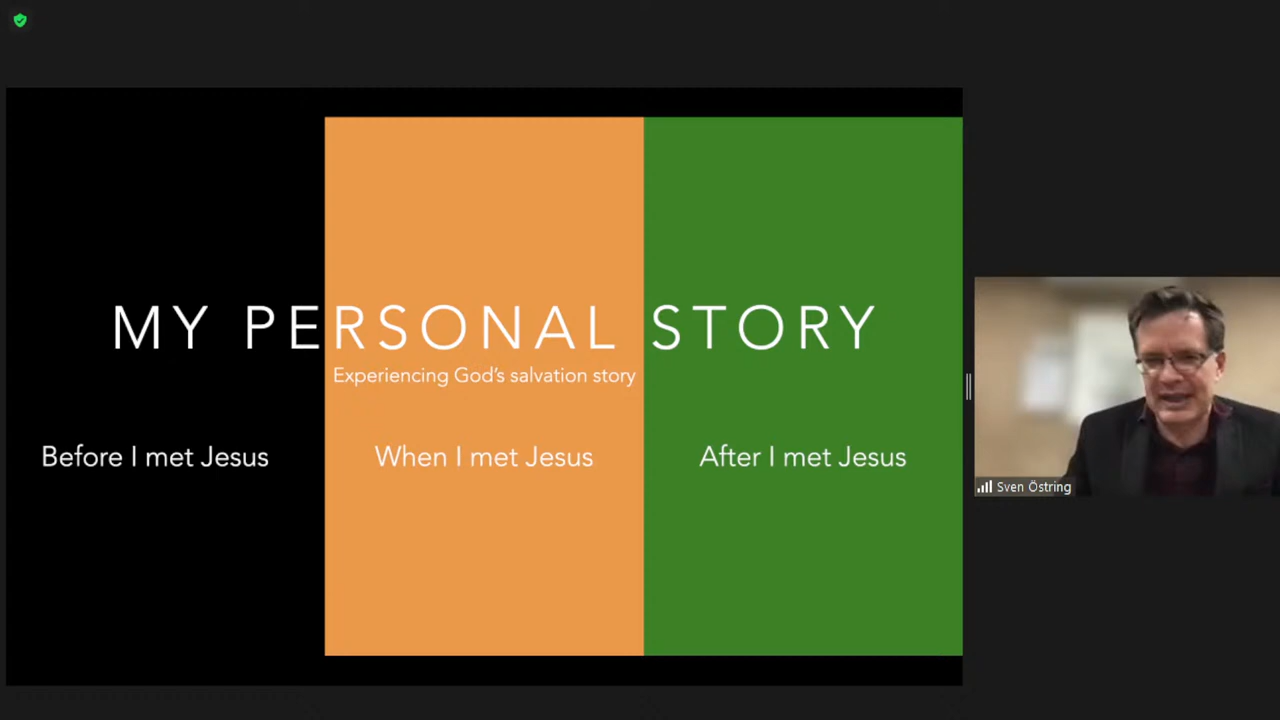 MY PERSONAL STORY
Experiencing God's salvation story
Before I met Jesus
When I met Jesus
After I met Jesus
Sven Östring